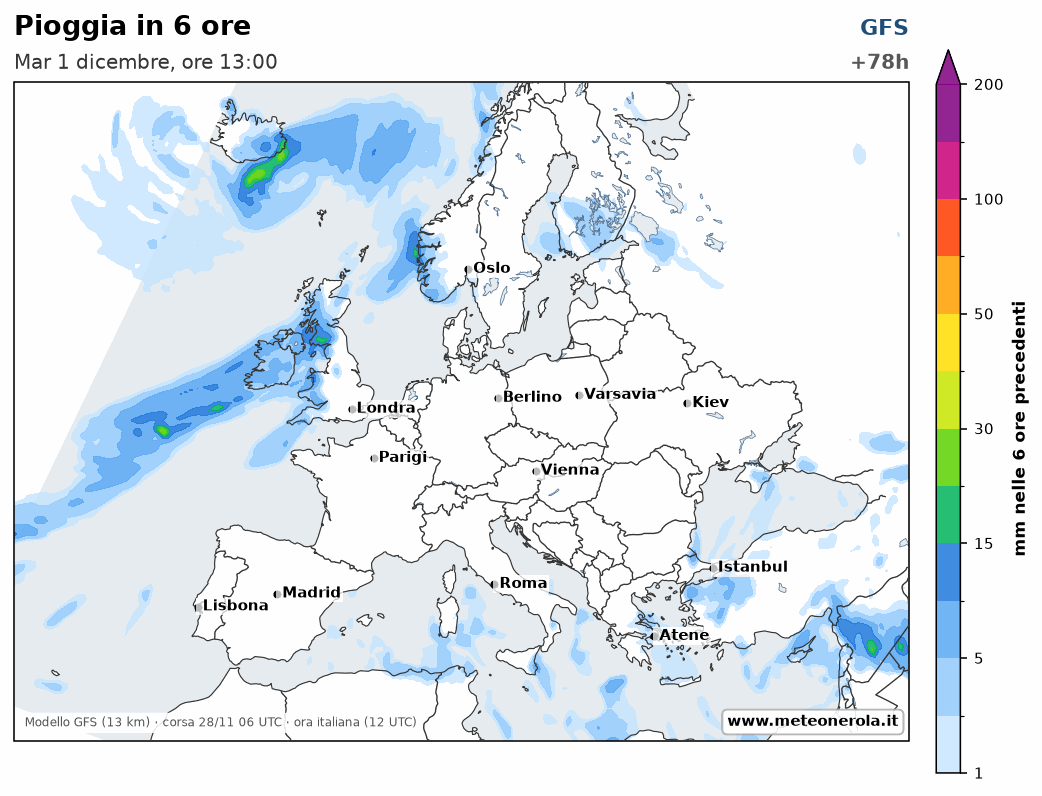 Pioggia in 6 ore
GFS
Mar 1 dicembre, ore 13:00
+78h
200
100
50
30
15
5
1
mm nelle 6 ore precedenti
Oslo
Londra
Berlino
Varsavia
Kiev
Parigi
Vienna
Istanbul
Roma
Madrid
Lisbona
Atene
Modello GFS (13 km) · corsa 28/11 06 UTC · ora italiana (12 UTC)
www.meteonerola.it